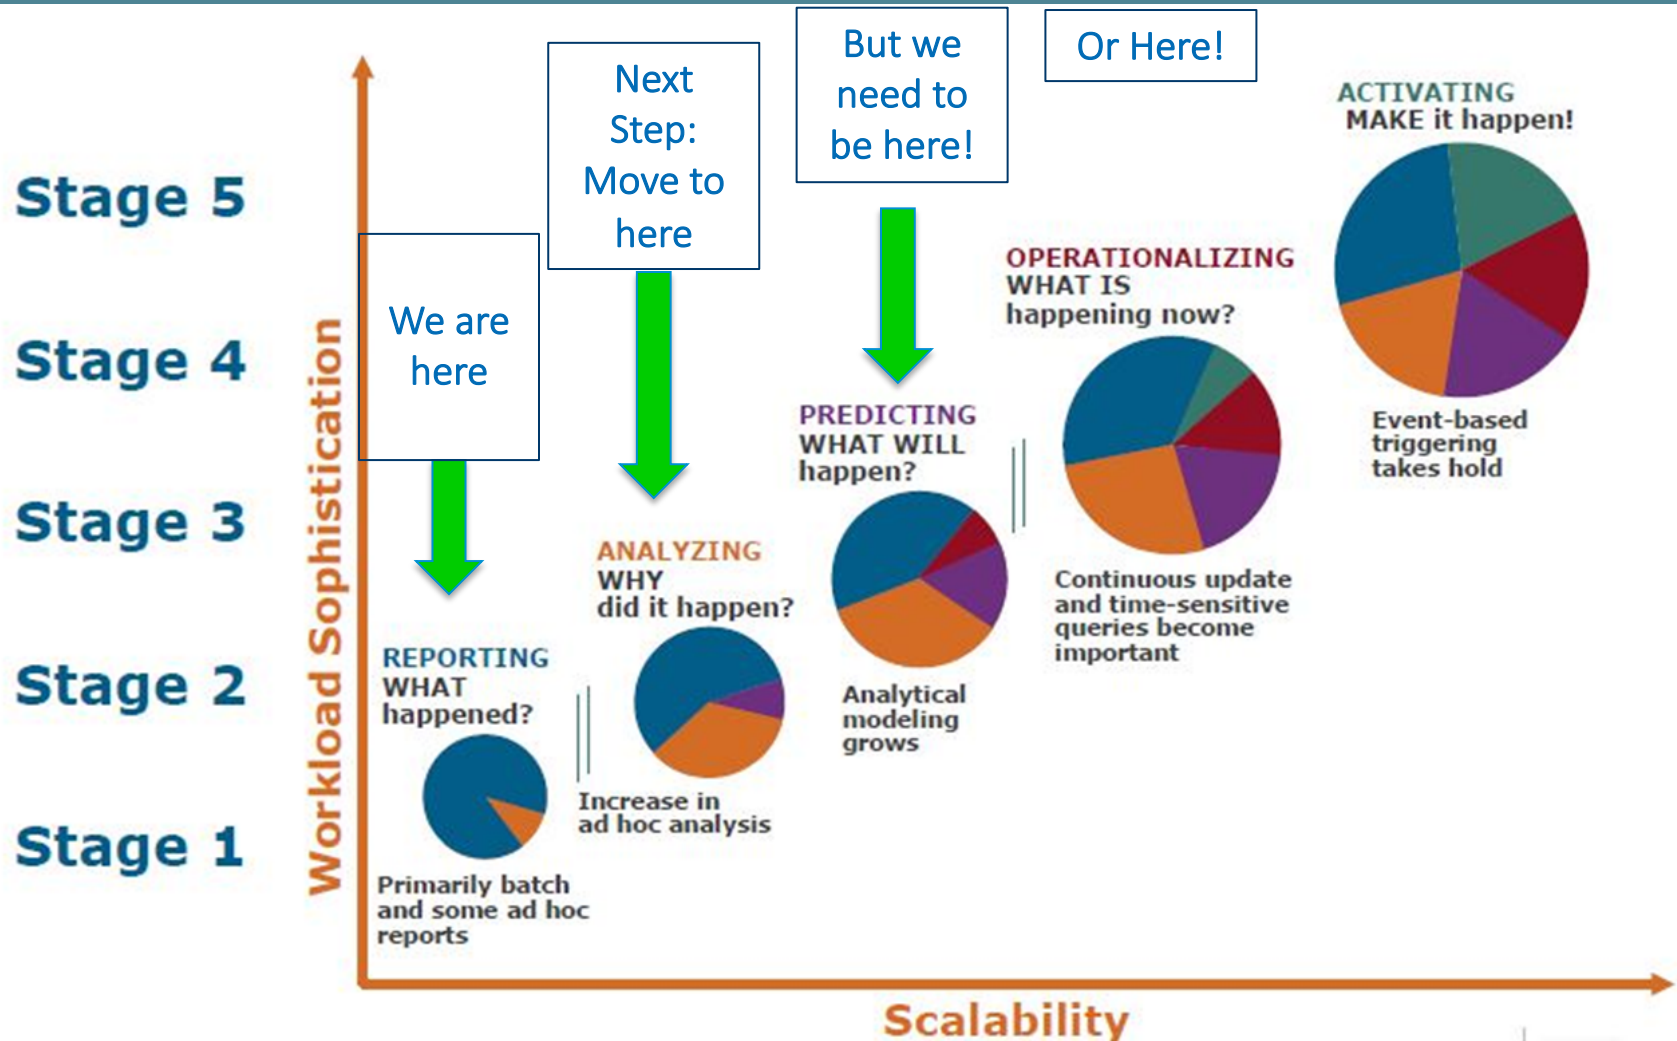 We are
here
Next
Step:
Move to
here
But we
need to
be here!
Or Here!
Stage 5
Stage 4
Stage 3
Stage 2
Stage 1
Workload Sophistication
REPORTING
WHAT
happened?
Primarily batch
and some ad hoc
reports
ANALYZING
WHY
did it happen?
Increase in
ad hoc analysis
PREDICTING
WHAT WILL
happen?
Analytical
modeling
grows
OPERATIONALIZING
WHAT IS
happening now?
Continuous update
and time-sensitive
queries become
important
ACTIVATING
MAKE it happen!
Event-based
triggering
takes hold
Scalability